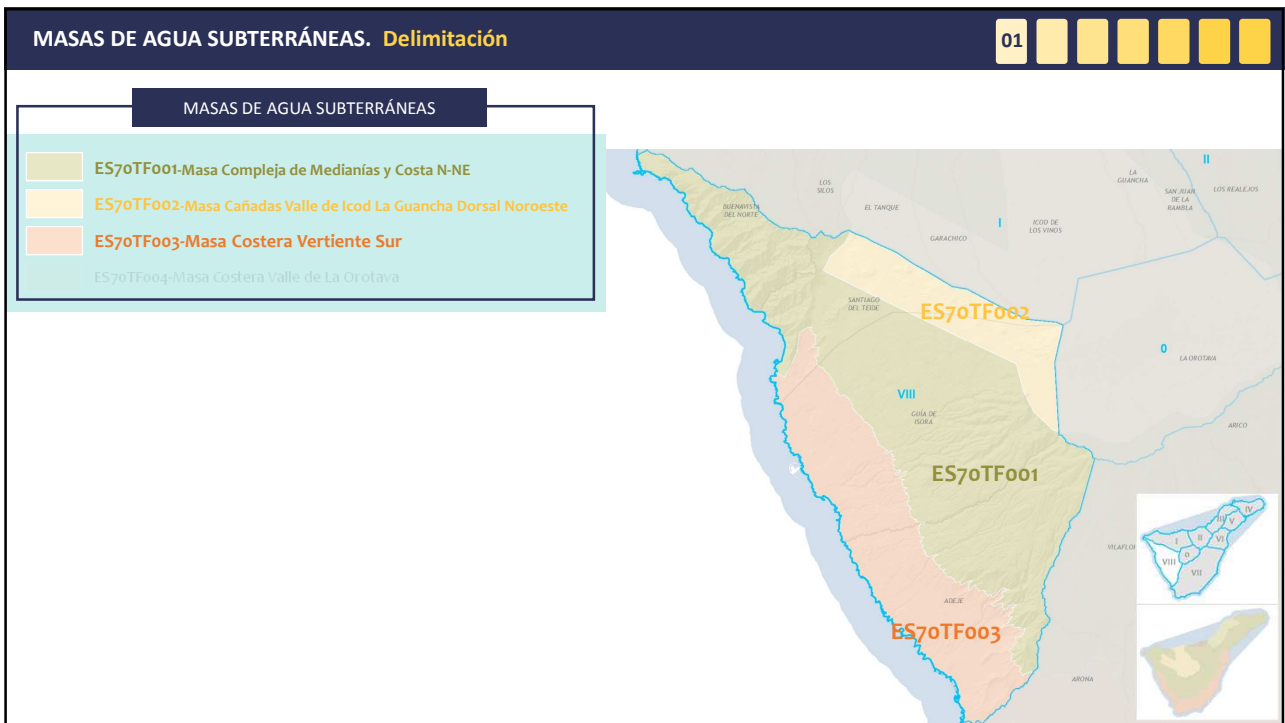 MASAS DE AGUA SUBTERRÁNEAS. Delimitación
01
MASAS DE AGUA SUBTERRÁNEAS
ES70TF001-Masa Compleja de Medianías y Costa N-NE
ES70TF002-Masa Cañadas Valle de Icod La Guancha Dorsal Noroeste
ES70TF003-Masa Costera Vertiente Sur
ES70TF004-Masa Costera Valle de La Orotava
II
LA
GUANCHA
SAN JUAN
DE LA
RAMBLA
LOS REALEJOS
LOS
SILOS
BUENAVISTA
DEL NORTE
EL TANQUE
I
ICOD DE
LOS VINOS
GARACHICO
SANTIAGO
DEL TEIDE
ES70TF002
0
LA OROTAVA
VIII
GUÍA DE
ISORA
ARICO
ES70TF001
VILAFLOR
ADEJE
ES70TF003
ARONA
I
II
III
IV
V
VI
0
VIII
VII